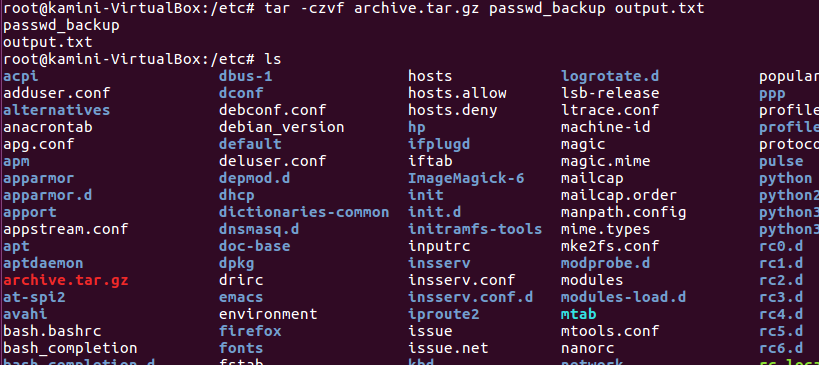 root@kamini-VirtualBox:/etc# tar -czvf archive.tar.gz passwd_backup output.txt
passwd_backup
output.txt
root@kamini-VirtualBox:/etc# ls
acpi dbus-1 hosts logrotate.d popular
adduser.conf dconf hosts.allow lsb-release ppp
alternatives debconf.conf hosts.deny ltrace.conf profile
anacrontab debian_version hp machine-id profile
apg.conf default ifplugd magic protoco
apm deluser.conf iftab magic.mime pulse
apparmor depmod.d ImageMagick-6 mailcap python
apparmor.d dhcp init mailcap.order python2
apport dictionaries-common init.d manpath.config python3
appstream.conf dnsmasq.d initramfs-tools mime.types python3
apt doc-base inputrc mke2fs.conf rc0.d
aptdaemon dpkg insserv modprobe.d rc1.d
archive.tar.gz drirc insserv.conf modules rc2.d
at-spi2 emacs insserv.conf.d modules-load.d rc3.d
avahi environment iproute2 mtab rc4.d
bash.bashrc firefox issue mtools.conf rc5.d
bash_completion fonts issue.net nanorc rc6.d
bash_completion.d fstab kbd network rc.loca